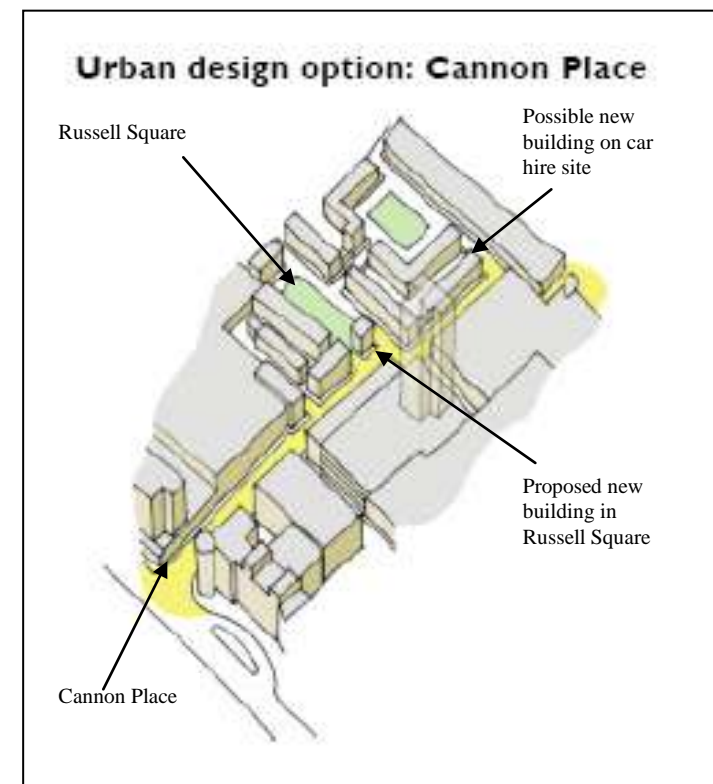 Urban design option: Cannon Place
Russell Square
Possible new
building on car
hire site
Proposed new
building in
Russell Square
Cannon Place